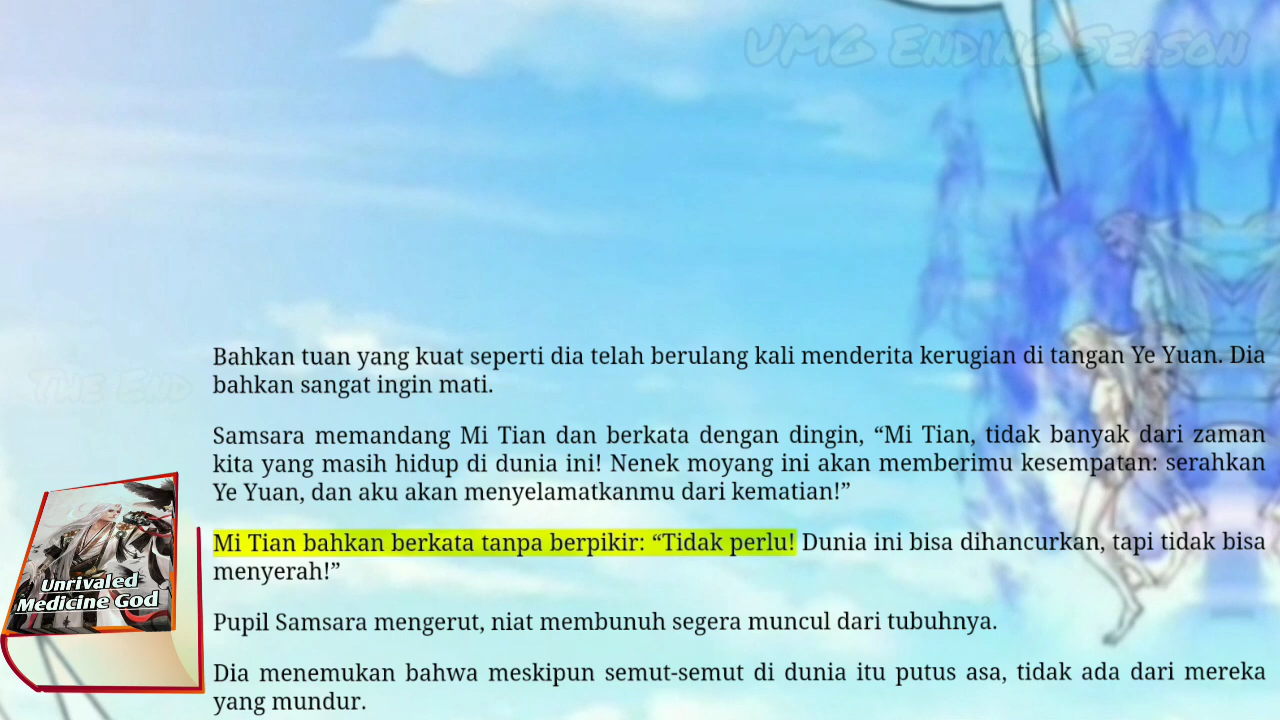 UMG Ending Season
Bahkan tuan yang kuat seperti dia telah berulang kali menderita kerugian di tangan Ye Yuan. Dia
bahkan sangat ingin mati.
The End
Samsara memandang Mi Tian dan berkata dengan dingin, “Mi Tian, tidak banyak dari zaman
kita yang masih hidup di dunia ini! Nenek moyang ini akan memberimu kesempatan: serahkan
Ye Yuan, dan aku akan menyelamatkanmu dari kematian!”
Mi Tian bahkan berkata tanpa berpikir: “Tidak perlu! Dunia ini bisa dihancurkan, tapi tidak bisa
menyerah!”
Unrivaled
Medicine God
Pupil Samsara mengerut, niat membunuh segera muncul dari tubuhnya.
Dia menemukan bahwa meskipun semut-semut di dunia itu putus asa, tidak ada dari mereka
yang mundur.